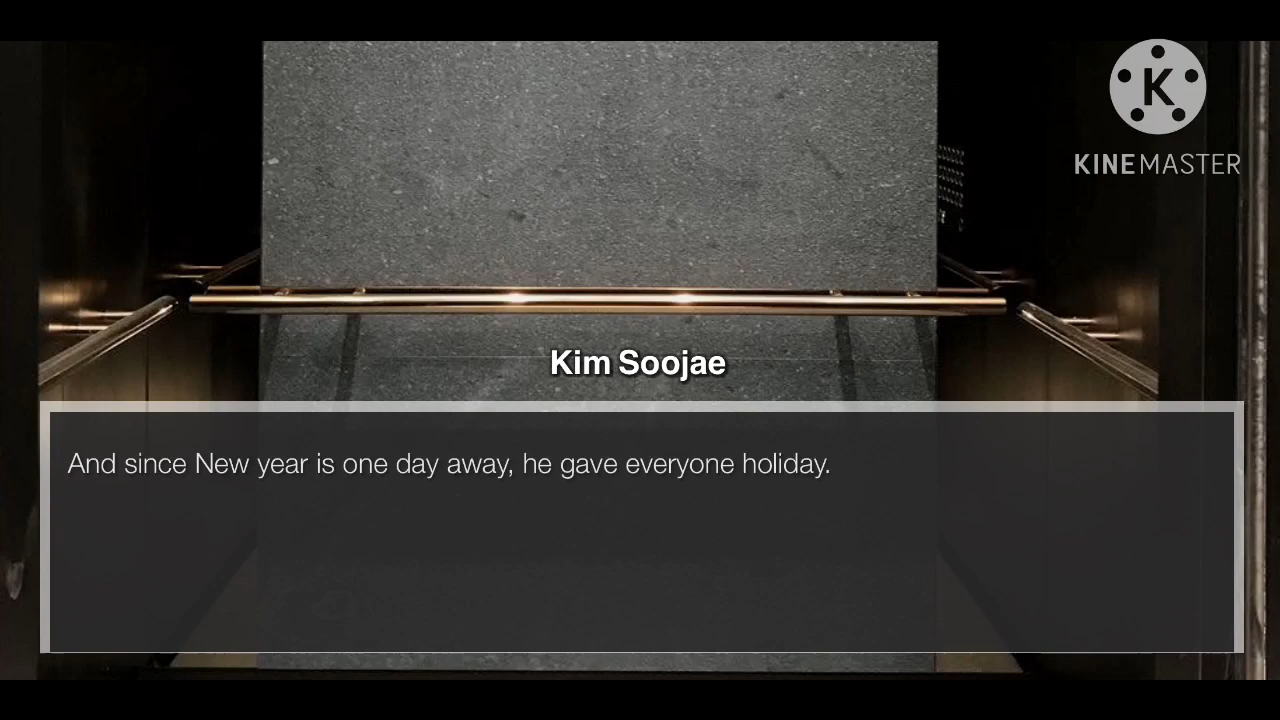 K
KINEMASTER
Kim Soojae
And since New year is one day away, he gave everyone holiday.